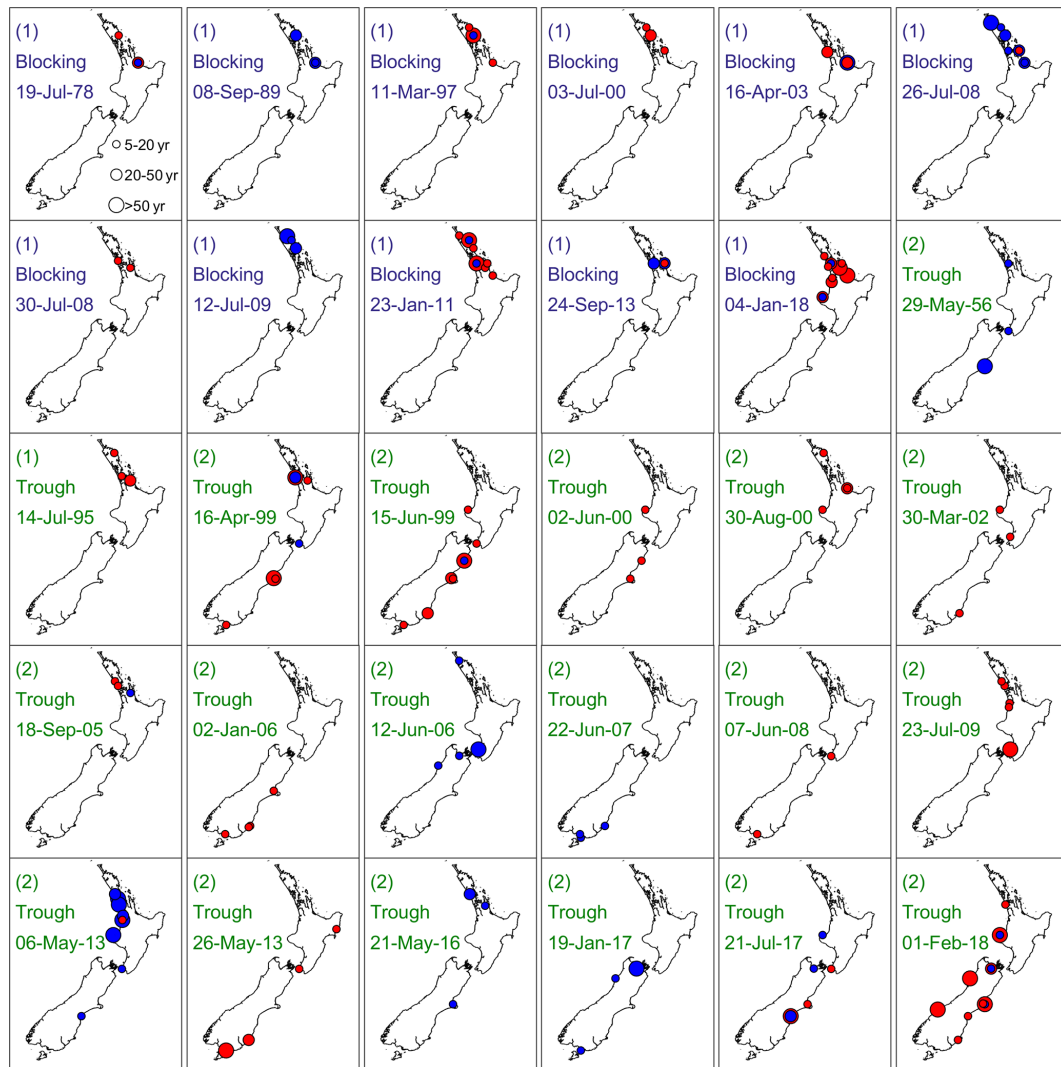 (1)
Blocking
19-Jul-78
5-20 yr
20-50 yr
>50 yr
(1)
Blocking
08-Sep-89
(1)
Blocking
11-Mar-97
(1)
Blocking
03-Jul-00
(1)
Blocking
16-Apr-03
(1)
Blocking
26-Jul-08
(1)
Blocking
30-Jul-08
(1)
Blocking
12-Jul-09
(1)
Blocking
23-Jan-11
(1)
Blocking
24-Sep-13
(1)
Blocking
04-Jan-18
(2)
Trough
29-May-56
(1)
Trough
14-Jul-95
(2)
Trough
16-Apr-99
(2)
Trough
15-Jun-99
(2)
Trough
02-Jun-00
(2)
Trough
30-Aug-00
(2)
Trough
30-Mar-02
(2)
Trough
18-Sep-05
(2)
Trough
02-Jan-06
(2)
Trough
12-Jun-06
(2)
Trough
22-Jun-07
(2)
Trough
07-Jun-08
(2)
Trough
23-Jul-09
(2)
Trough
06-May-13
(2)
Trough
26-May-13
(2)
Trough
21-May-16
(2)
Trough
19-Jan-17
(2)
Trough
21-Jul-17
(2)
Trough
01-Feb-18